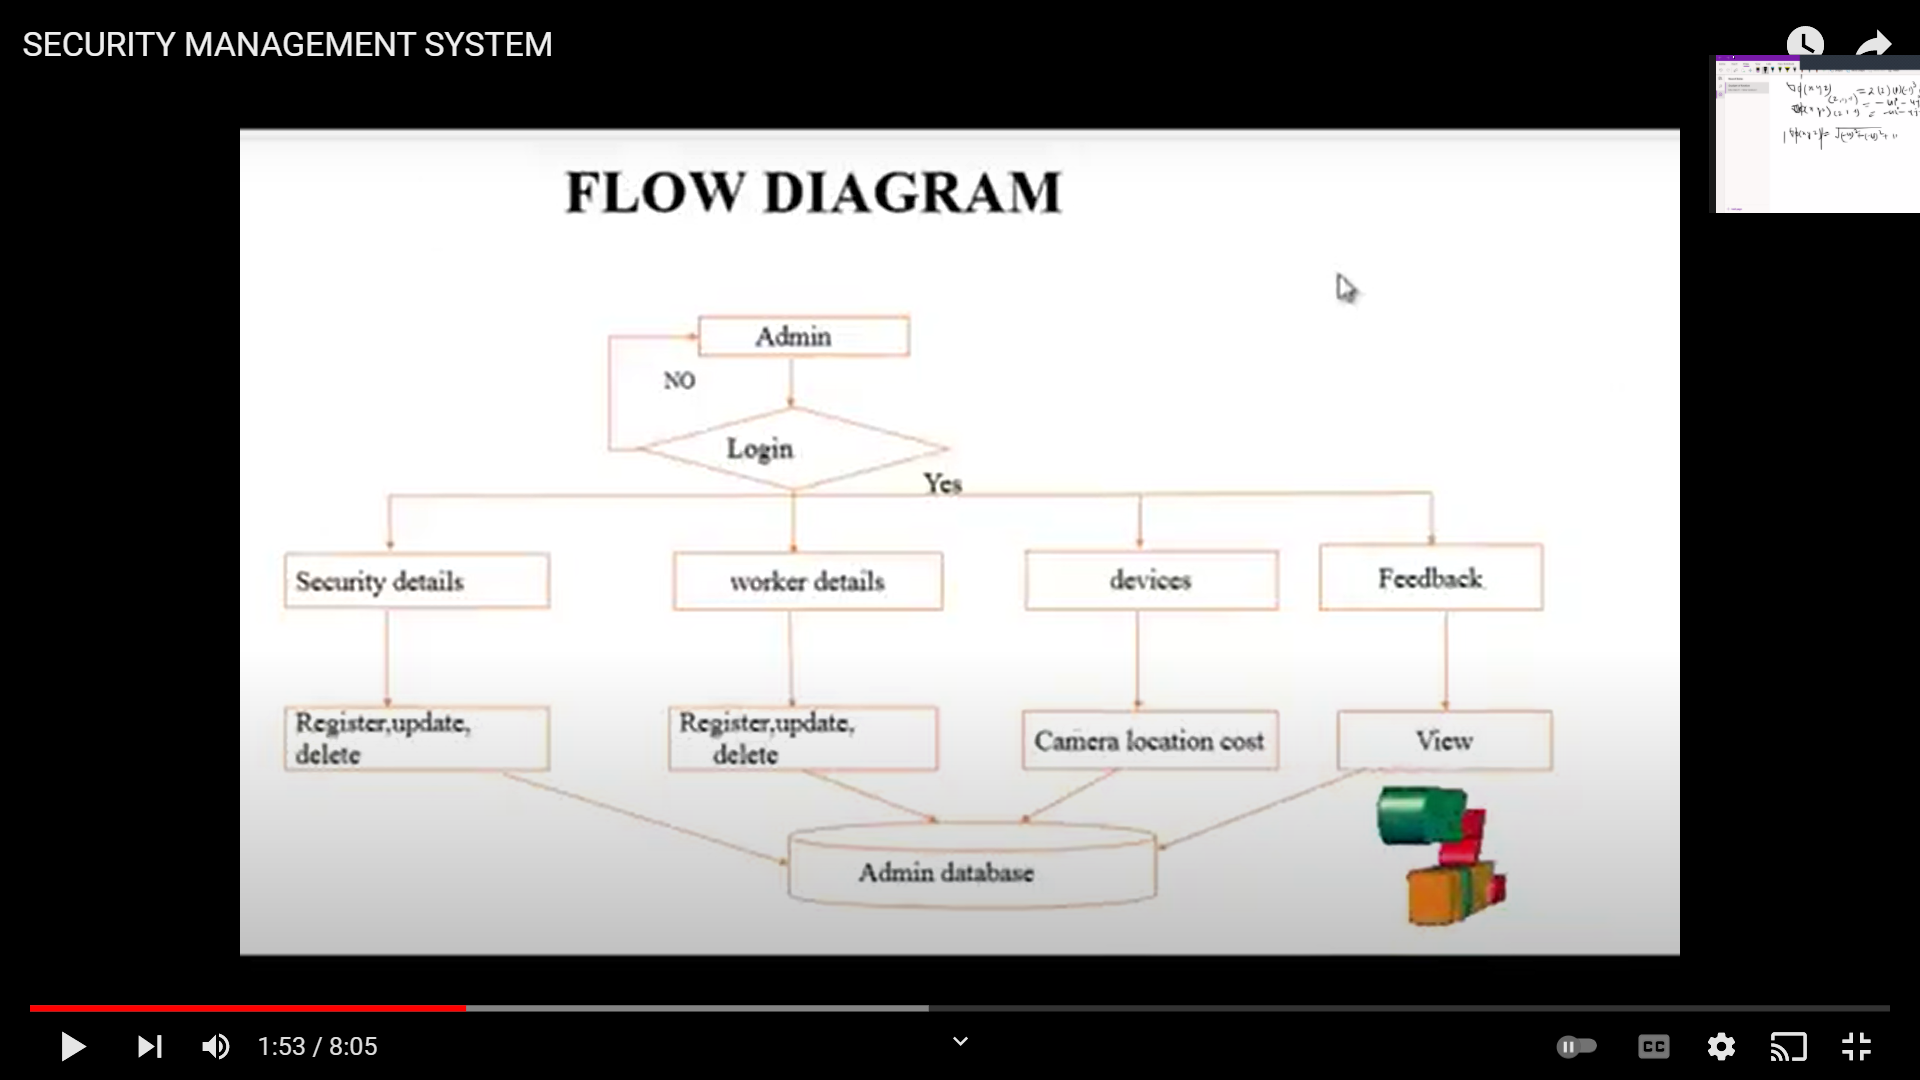 SECURITY MANAGEMENT SYSTEM
FLOW DIAGRAM
Admin
NO
Login
Yes
Security details
worker details
devices
Feedback
Register,update,
delete
Register,update,
delete
Camera location cost
View
Admin database
1:53 / 8:05
CC